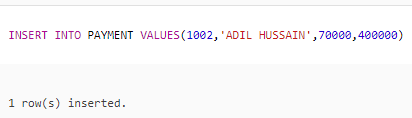 INSERT INTO PAYMENT VALUES(1002,'ADIL HUSSAIN',70000,400000)
1 row(s) inserted.